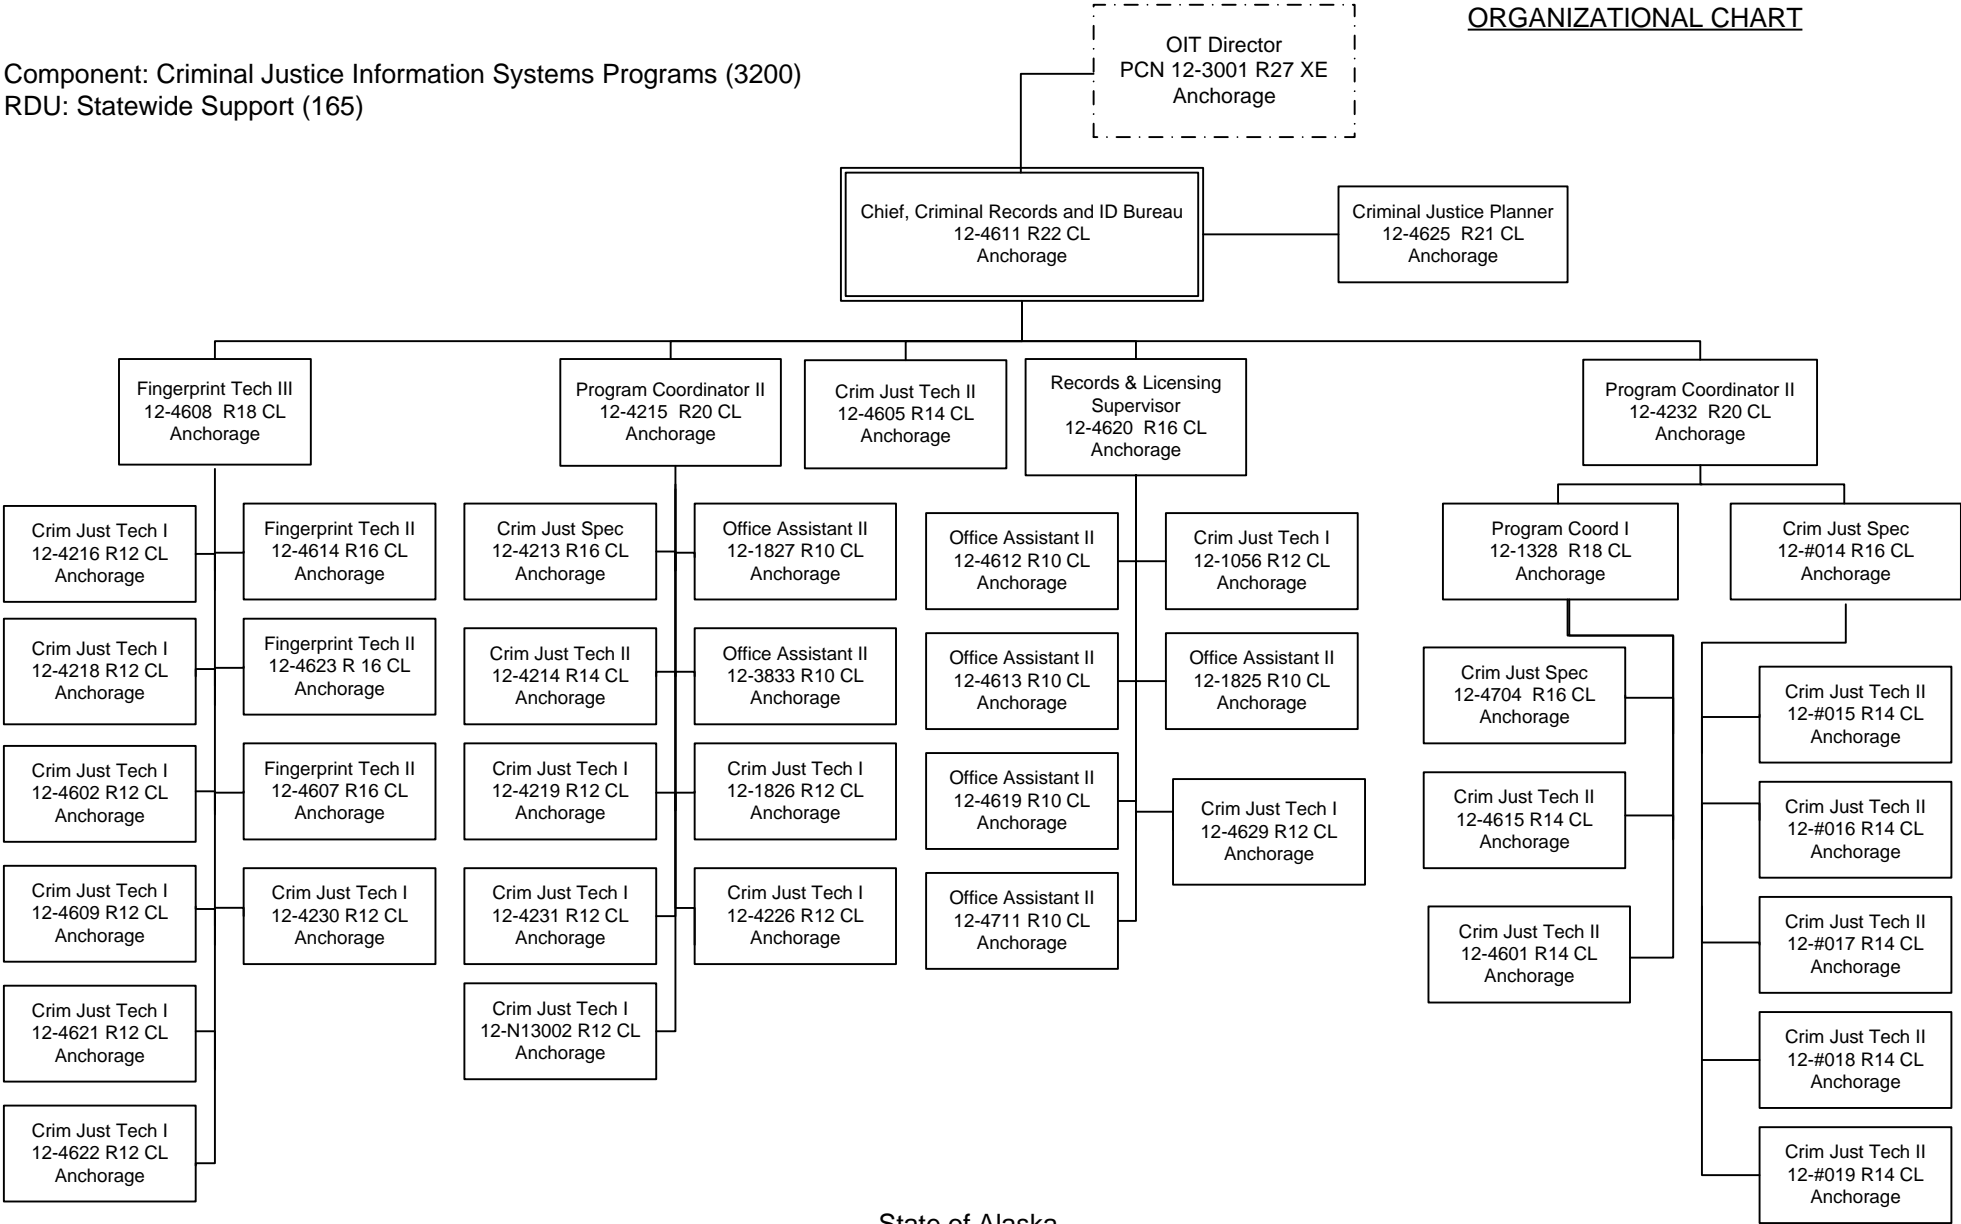 ORGANIZATIONAL CHART
Component: Criminal Justice Information Systems Programs (3200)
RDU: Statewide Support (165)
OIT Director
PCN 12-3001 R27 XE
Anchorage
Chief, Criminal Records and ID Bureau
12-4611 R22 CL
Anchorage
Criminal Justice Planner
12-4625 R21 CL
Anchorage
Fingerprint Tech III
12-4608 R18 CL
Anchorage
Program Coordinator II
12-4215 R20 CL
Anchorage
Crim Just Tech II
12-4605 R14 CL
Anchorage
Records & Licensing
Supervisor
12-4620 R16 CL
Anchorage
Program Coordinator II
12-4232 R20 CL
Anchorage
Crim Just Tech I
12-4216 R12 CL
Anchorage
Fingerprint Tech II
12-4614 R16 CL
Anchorage
Crim Just Tech I
12-4218 R12 CL
Anchorage
Fingerprint Tech II
12-4623 R 16 CL
Anchorage
Crim Just Tech I
12-4602 R12 CL
Anchorage
Fingerprint Tech II
12-4607 R16 CL
Anchorage
Crim Just Tech I
12-4609 R12 CL
Anchorage
Crim Just Tech I
12-4230 R12 CL
Anchorage
Crim Just Tech I
12-4621 R12 CL
Anchorage
Crim Just Tech I
12-4622 R12 CL
Anchorage
Crim Just Spec
12-4213 R16 CL
Anchorage
Office Assistant II
12-1827 R10 CL
Anchorage
Crim Just Tech II
12-4214 R14 CL
Anchorage
Office Assistant II
12-3833 R10 CL
Anchorage
Crim Just Tech I
12-4219 R12 CL
Anchorage
Crim Just Tech I
12-1826 R12 CL
Anchorage
Crim Just Tech I
12-4231 R12 CL
Anchorage
Crim Just Tech I
12-4226 R12 CL
Anchorage
Crim Just Tech I
12-N13002 R12 CL
Anchorage
Office Assistant II
12-4612 R10 CL
Anchorage
Crim Just Tech I
12-1056 R12 CL
Anchorage
Office Assistant II
12-4613 R10 CL
Anchorage
Office Assistant II
12-1825 R10 CL
Anchorage
Office Assistant II
12-4619 R10 CL
Anchorage
Crim Just Tech I
12-4629 R12 CL
Anchorage
Office Assistant II
12-4711 R10 CL
Anchorage
Program Coord I
12-1328 R18 CL
Anchorage
Crim Just Spec
12-#014 R16 CL
Anchorage
Crim Just Spec
12-4704 R16 CL
Anchorage
Crim Just Tech II
12-4615 R14 CL
Anchorage
Crim Just Tech II
12-4601 R14 CL
Anchorage
Crim Just Tech II
12-#015 R14 CL
Anchorage
Crim Just Tech II
12-#016 R14 CL
Anchorage
Crim Just Tech II
12-#017 R14 CL
Anchorage
Crim Just Tech II
12-#018 R14 CL
Anchorage
Crim Just Tech II
12-#019 R14 CL
Anchorage
State of Alaska